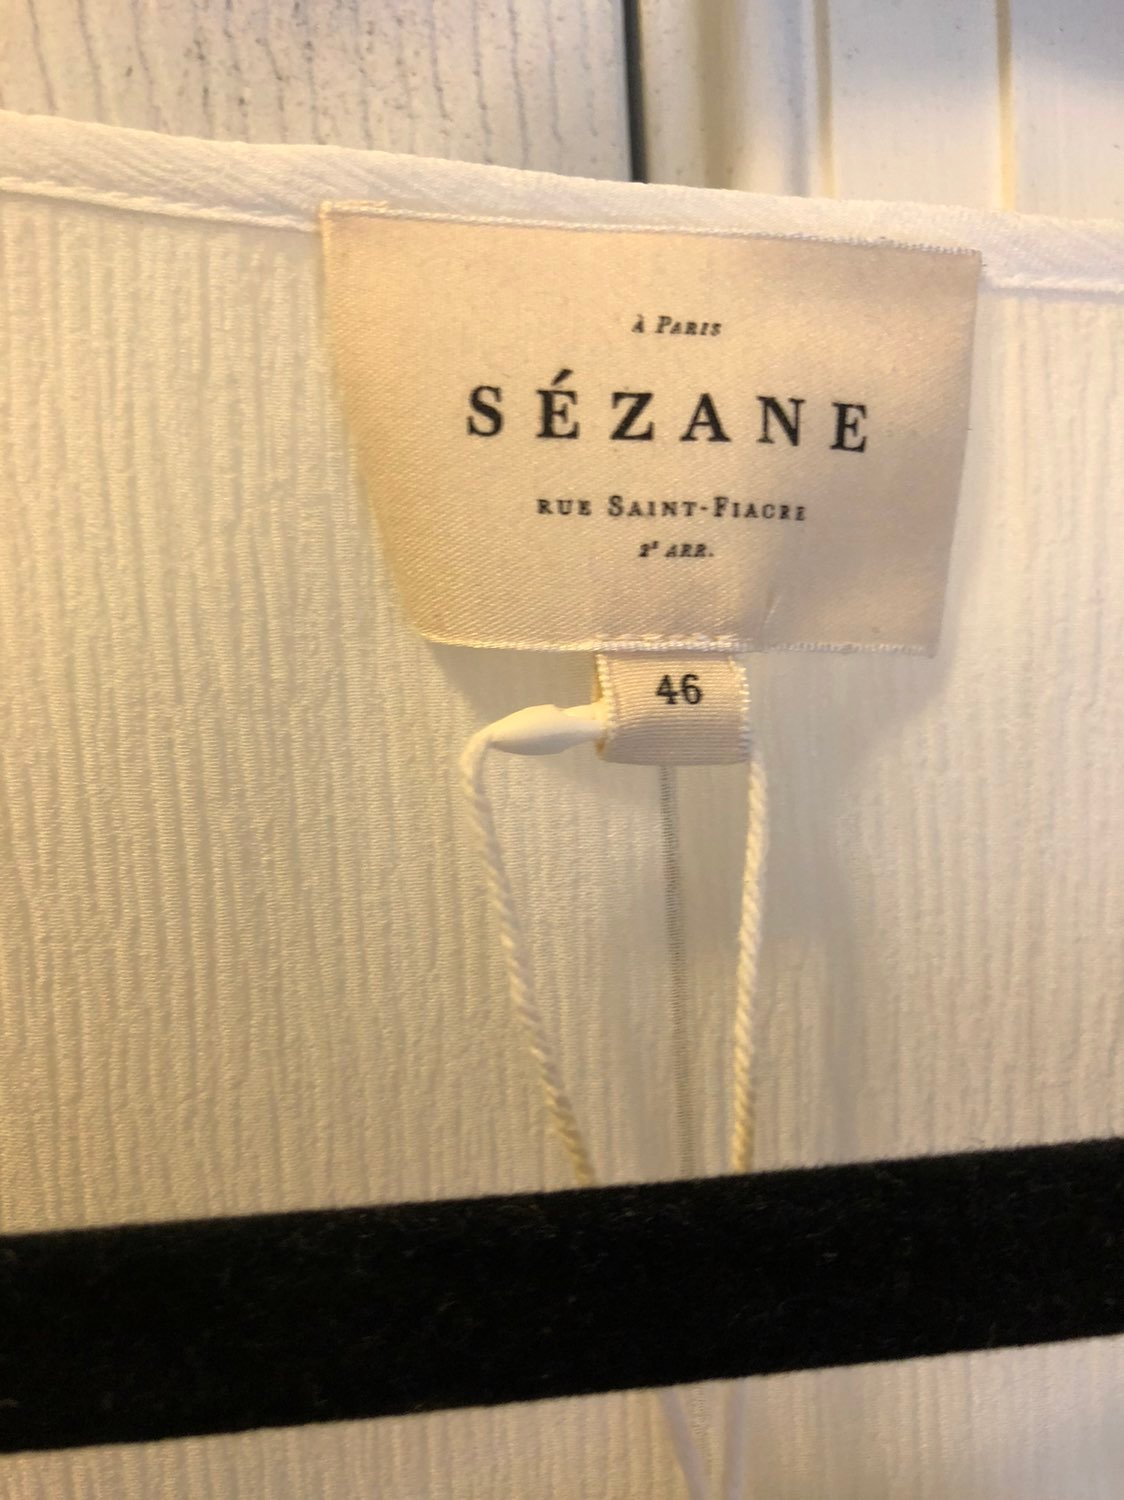 À PARIS
SÉZANE
RUE SAINT-FIACRE
2E ARR.
46